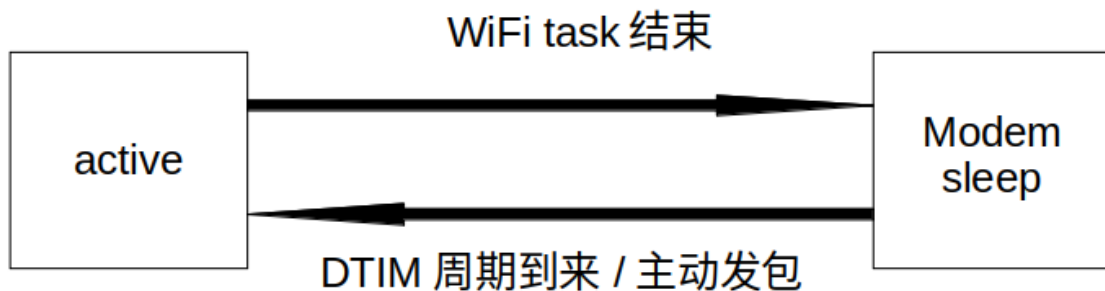 WiFi task 结束
active
Modem
sleep
DTIM 周期到来 / 主动发包